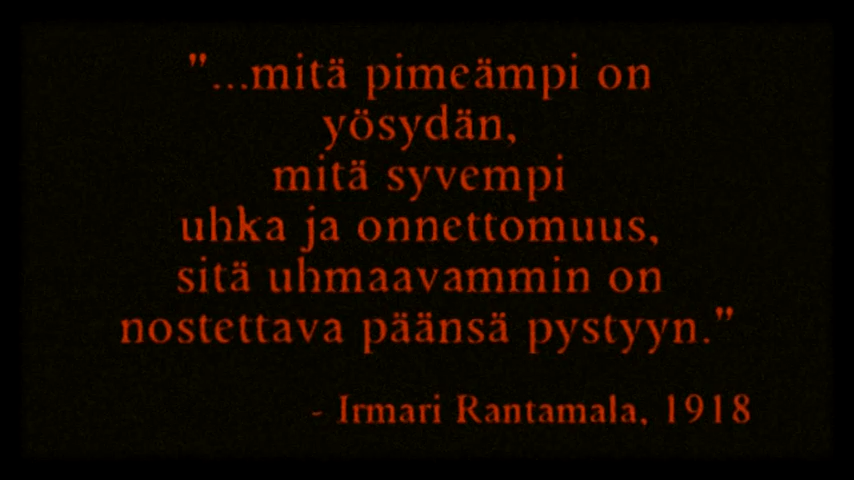 "...mitä pimeämpi on
yösydän,
mitä syvempi
uhka ja onnettomuus,
sitä uhmaavammin on
nostettava päänsä pystyyn."
- Irmari Rantamala, 1918